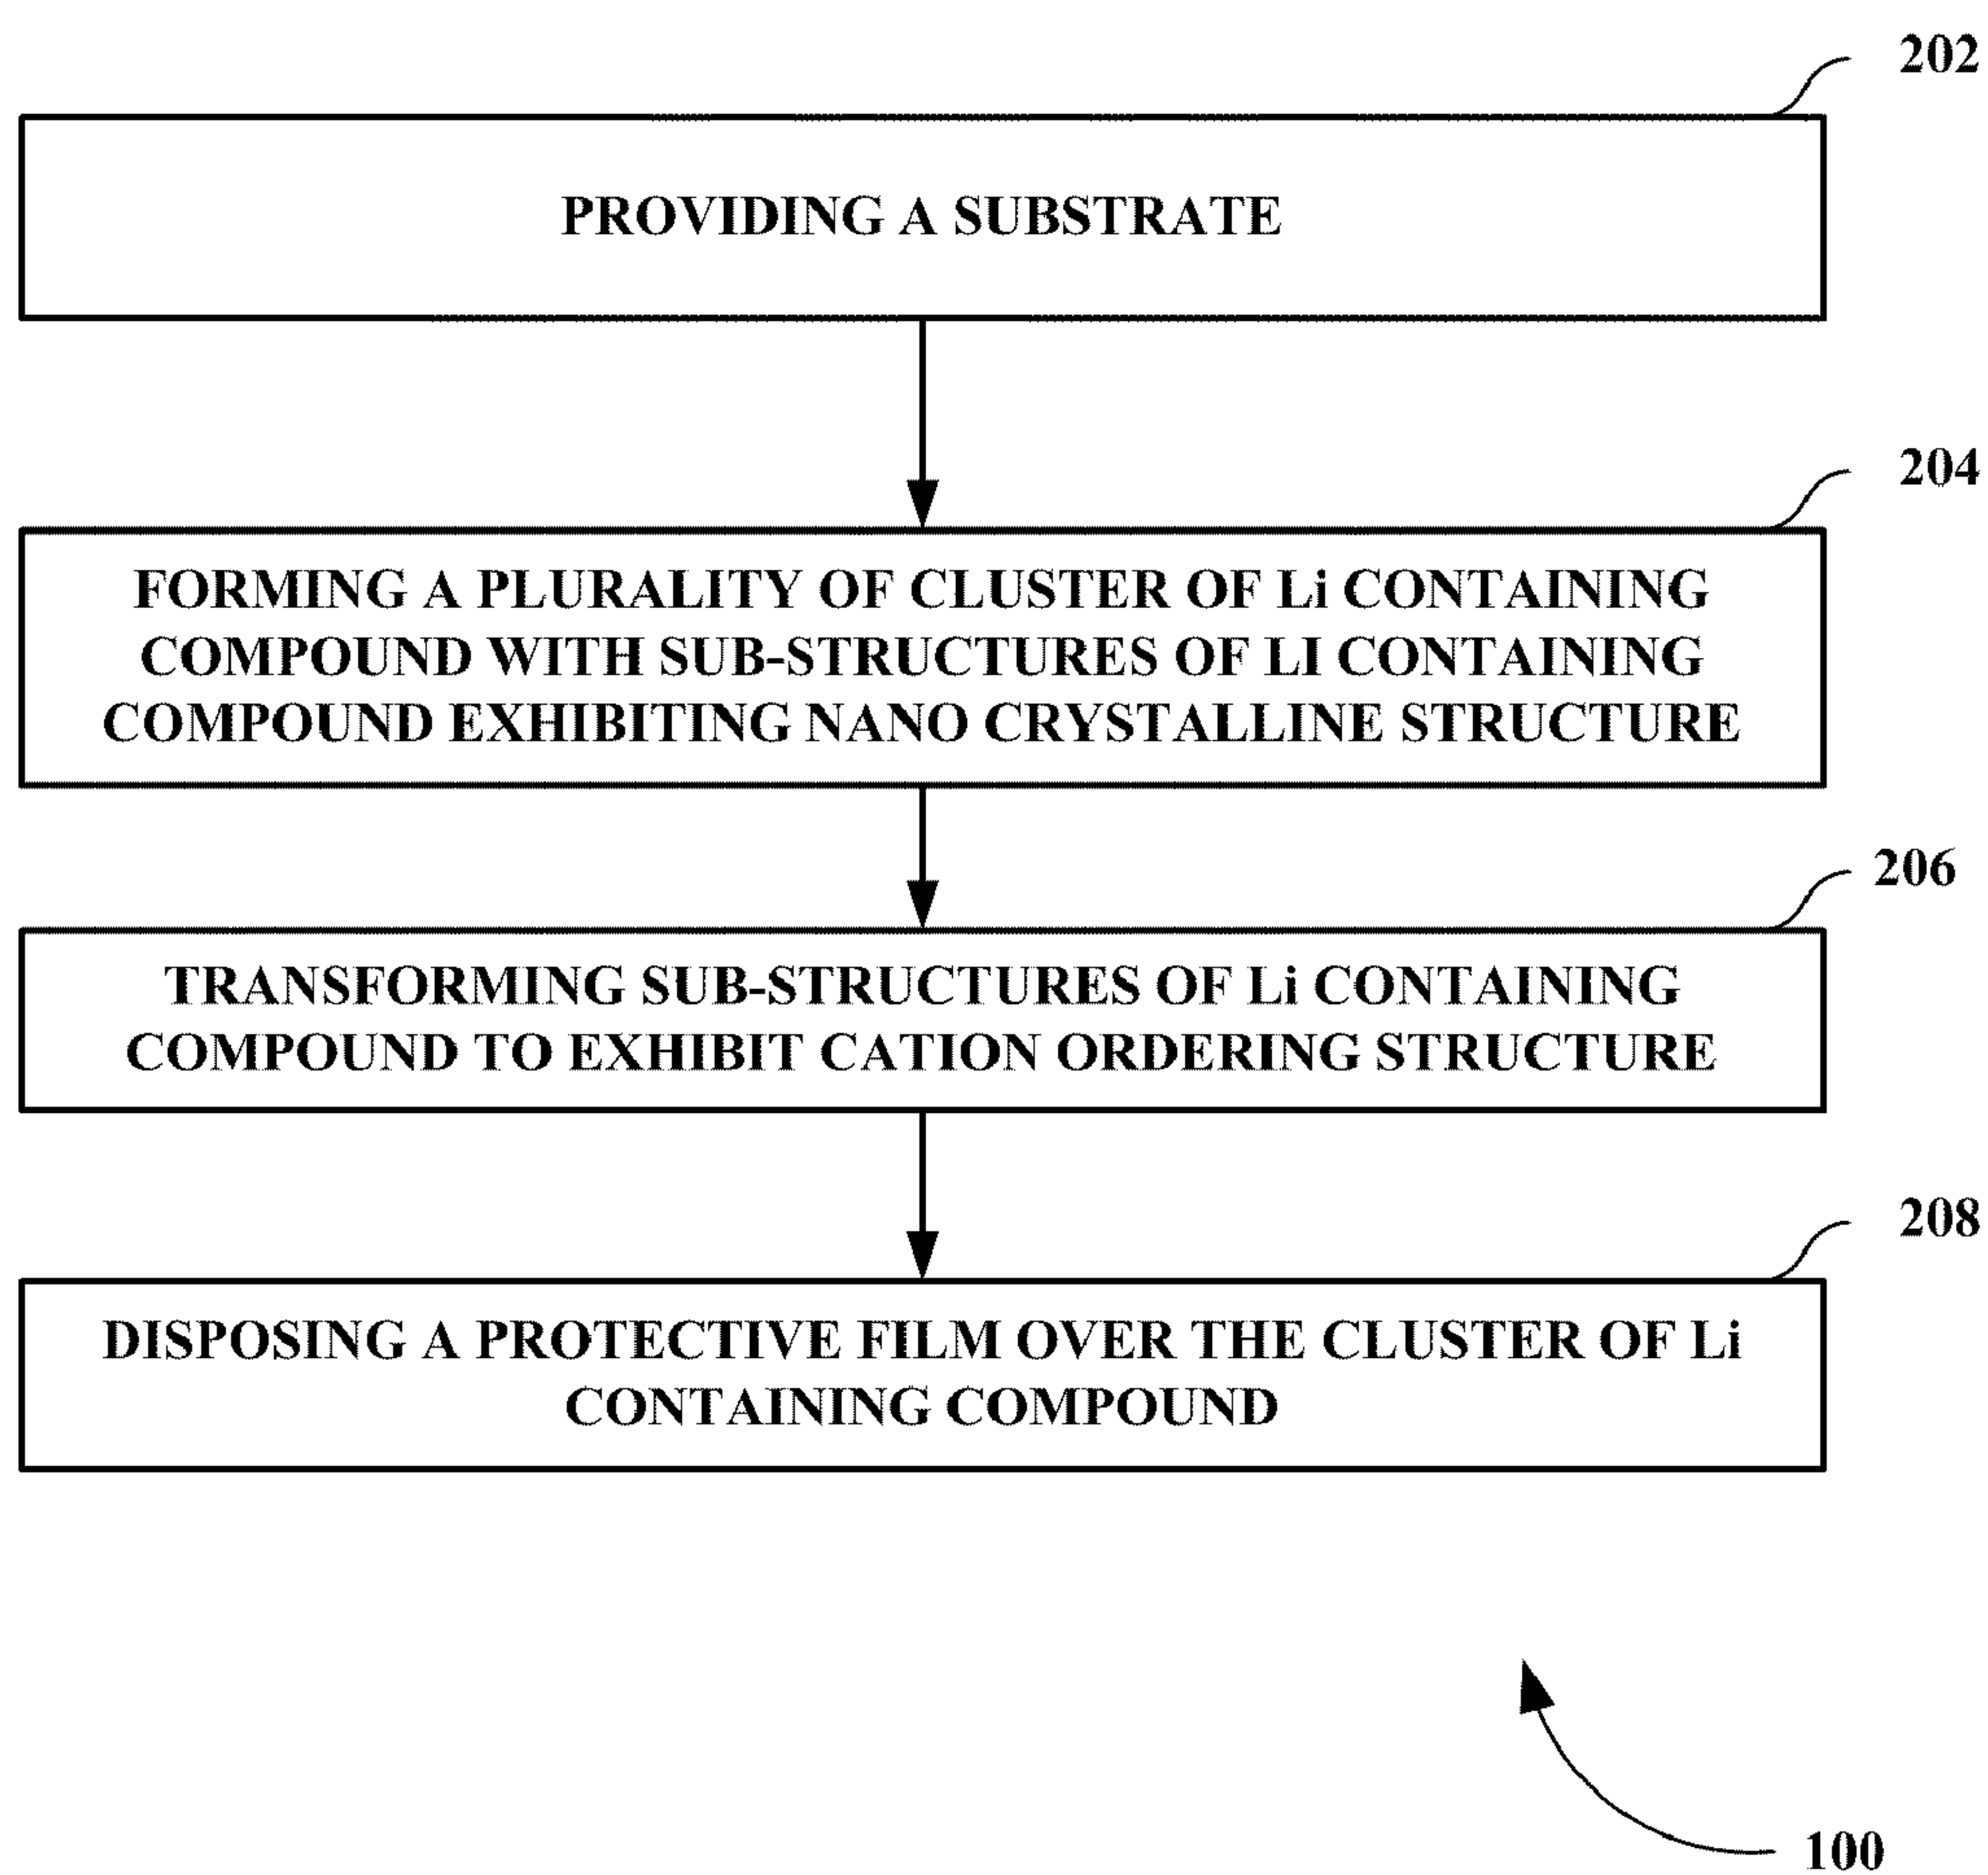 202
PROVIDING A SUBSTRATE
204
FORMING A PLURALITY OF CLUSTER OF Li CONTAINING
COMPOUND WITH SUB-STRUCTURES OF LI CONTAINING
COMPOUND EXHIBITING NANO CRYSTALLINE STRUCTURE
206
TRANSFORMING SUB-STRUCTURES OF Li CONTAINING
COMPOUND TO EXHIBIT CATION ORDERING STRUCTURE
208
DISPOSING A PROTECTIVE FILM OVER THE CLUSTER OF Li
CONTAINING COMPOUND
100